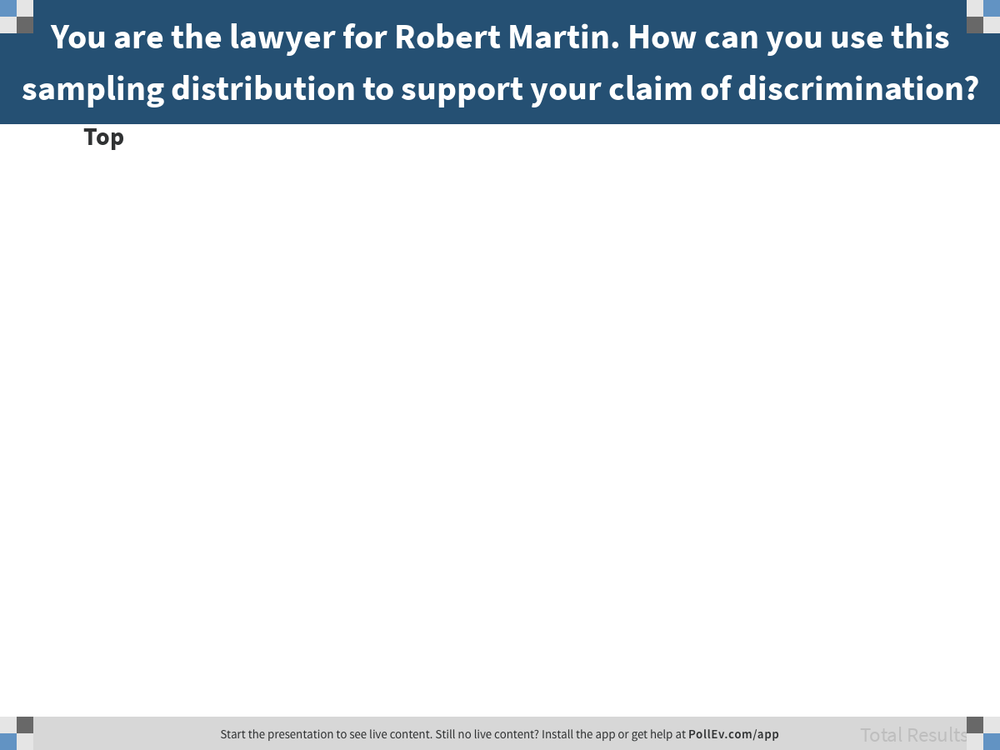 You are the lawyer for Robert Martin. How can you use this
sampling distribution to support your claim of discrimination?
Top
Start the presentation to see live content. Still no live content? Install the app or get help at PollEv.com/app
Total Results